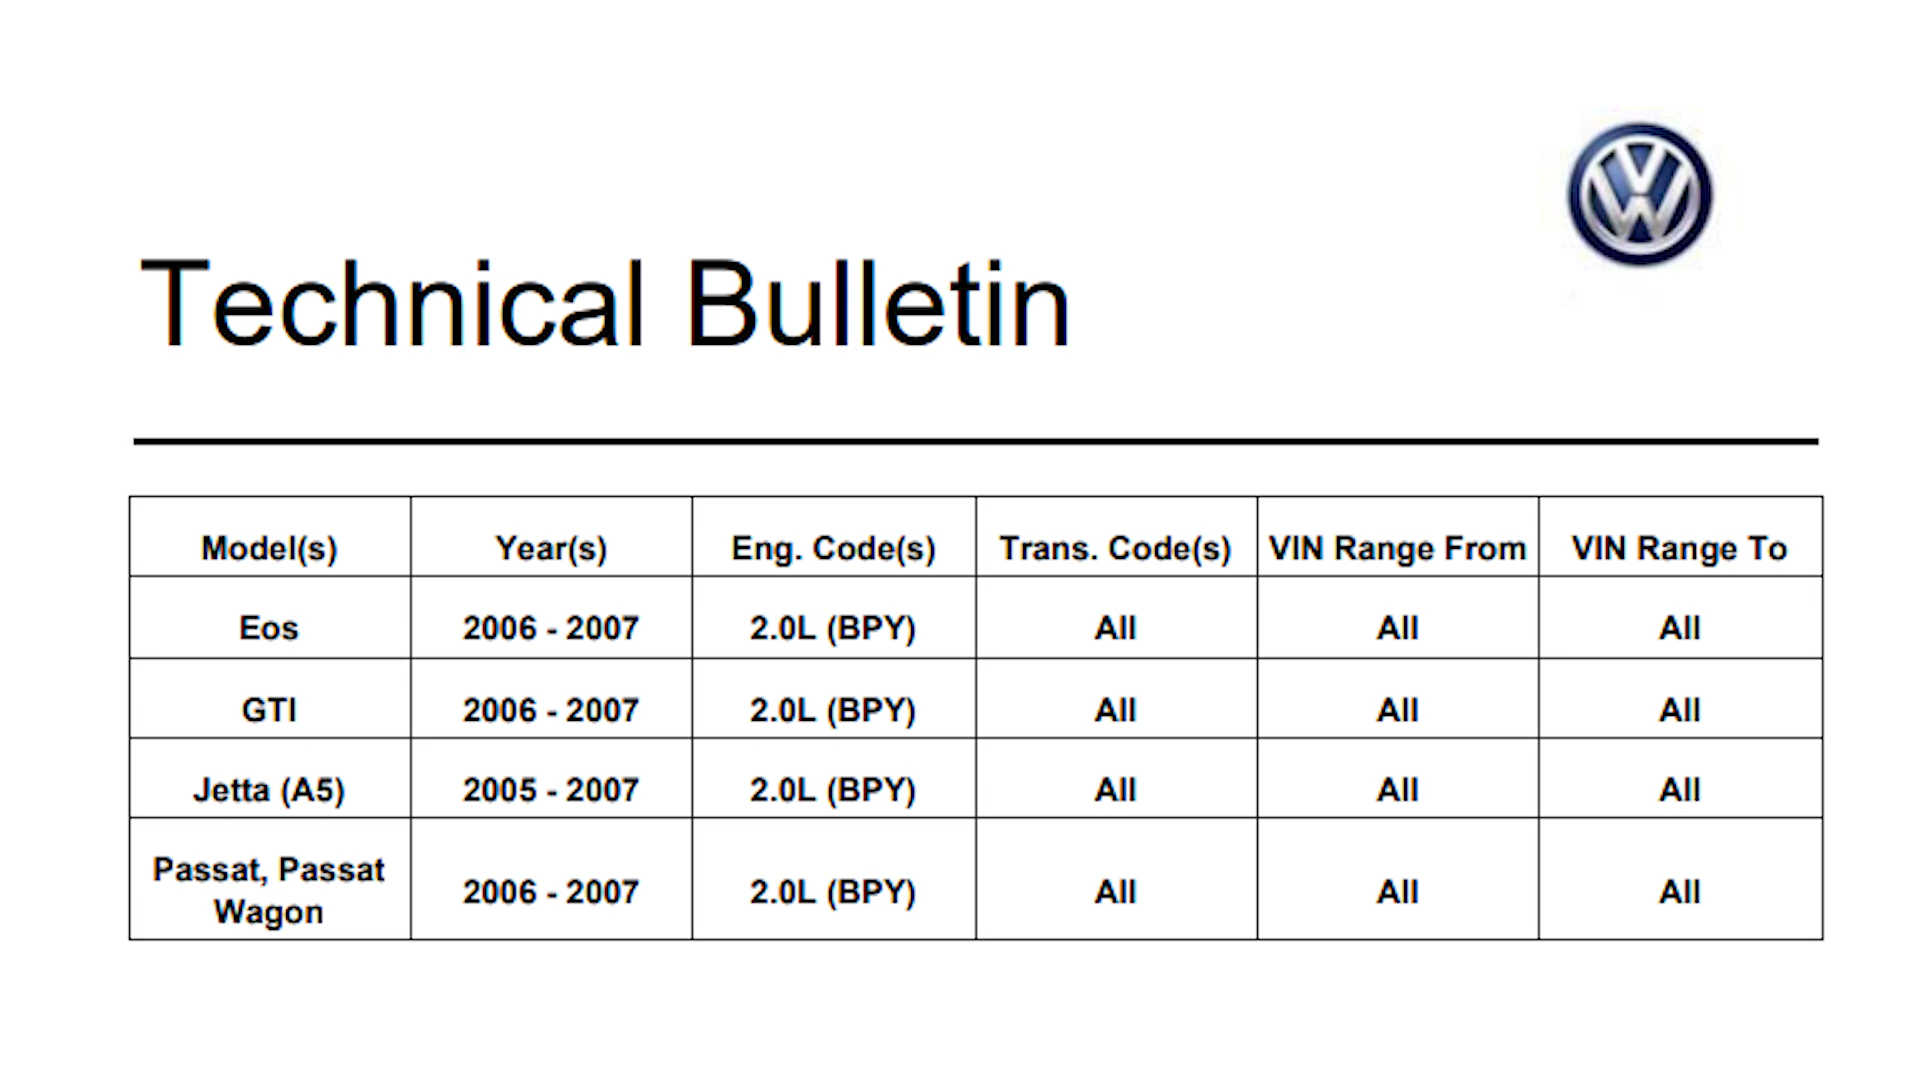 Technical Bulletin
Model(s) Year(s) Eng. Code(s) Trans. Code(s) VIN Range From VIN Range To
Eos 2006 - 2007 2.0L (BPY) All All All
GTI 2006 - 2007 2.0L (BPY) All All All
Jetta (A5) 2005 - 2007 2.0L (BPY) All All All
Passat, Passat
Wagon 2006 - 2007 2.0L (BPY) All All All